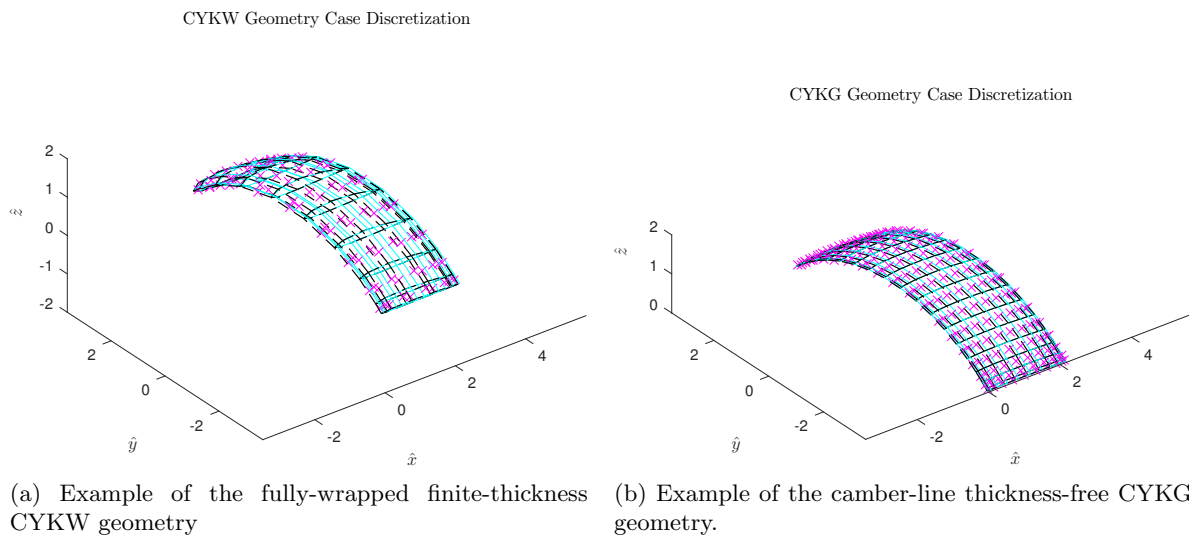 CYKW Geometry Case Discretization
2
1
0
-1
-2
ẑ
2
0
-2
ŷ
-2
0
2
4
x̂
(a) Example of the fully-wrapped finite-thickness
CYKW geometry
CYKG Geometry Case Discretization
2
1
0
ẑ
2
0
-2
ŷ
-2
0
2
4
x̂
(b) Example of the camber-line thickness-free CYKG
geometry.